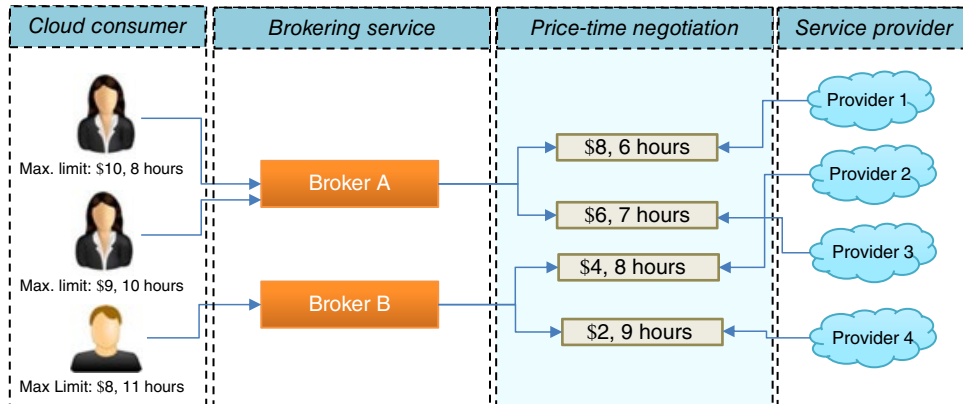 Cloud consumer
Brokering service
Price-time negotiation
Service provider
Max. limit: $10, 8 hours
Max. limit: $9, 10 hours
Max Limit: $8, 11 hours
Broker A
Broker B
$8, 6 hours
$6, 7 hours
$4, 8 hours
$2, 9 hours
Provider 1
Provider 2
Provider 3
Provider 4